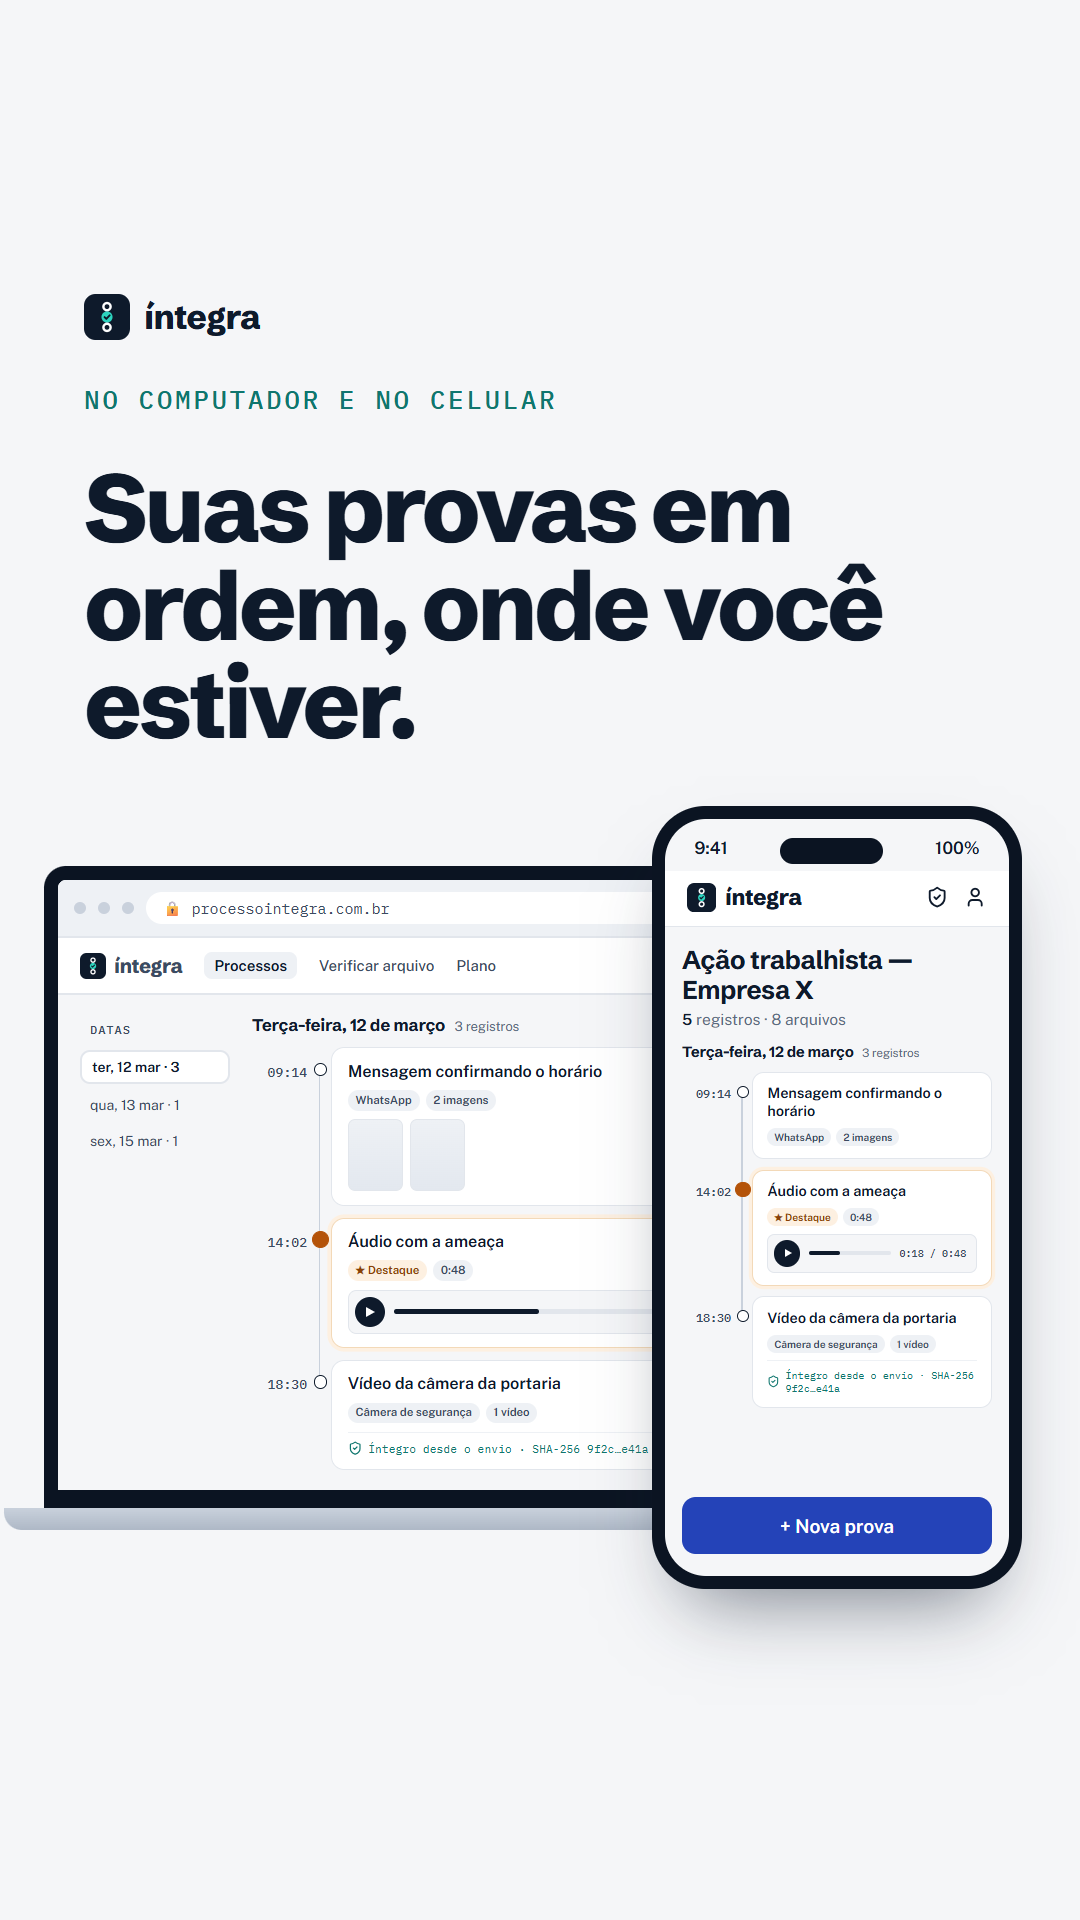 íntegra
NO COMPUTADOR E NO CELULAR
Suas provas em
ordem, onde você
estiver.
processointegra.com.br
íntegra
Processos
Verificar arquivo
Plano
DATAS
ter, 12 mar · 3
qua, 13 mar · 1
sex, 15 mar · 1
Terça-feira, 12 de março 3 registros
09:14
Mensagem confirmando o horário
WhatsApp
2 imagens
14:02
Áudio com a ameaça
★ Destaque
0:48
18:30
Vídeo da câmera da portaria
Câmera de segurança
1 vídeo
Íntegro desde o envio · SHA-256 9f2c…e41a
9:41
100%
íntegra
Ação trabalhista —
Empresa X
5 registros · 8 arquivos
Terça-feira, 12 de março 3 registros
09:14
Mensagem confirmando o
horário
WhatsApp
2 imagens
14:02
Áudio com a ameaça
★ Destaque
0:48
0:18 / 0:48
18:30
Vídeo da câmera da portaria
Câmera de segurança
1 vídeo
Íntegro desde o envio · SHA-256
9f2c…e41a
+ Nova prova